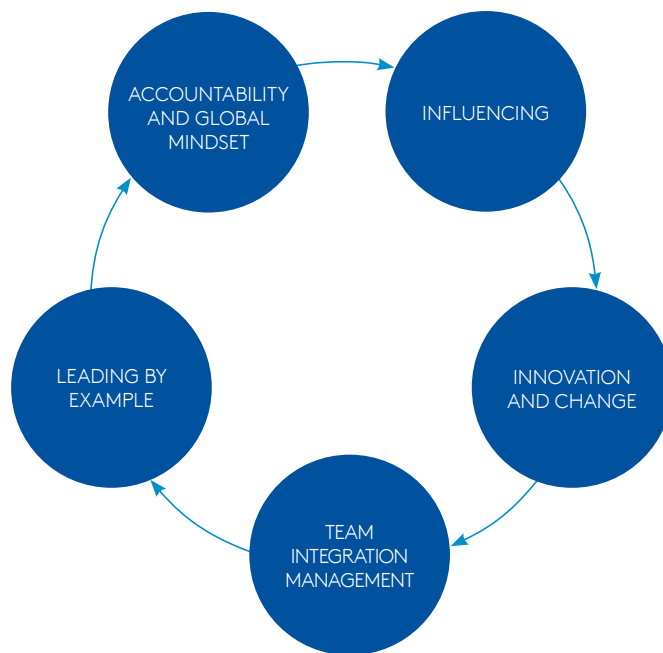 ACCOUNTABILITY
AND GLOBAL
MINDSET
INFLUENCING
INNOVATION
AND CHANGE
TEAM
INTEGRATION
MANAGEMENT
LEADING BY
EXAMPLE